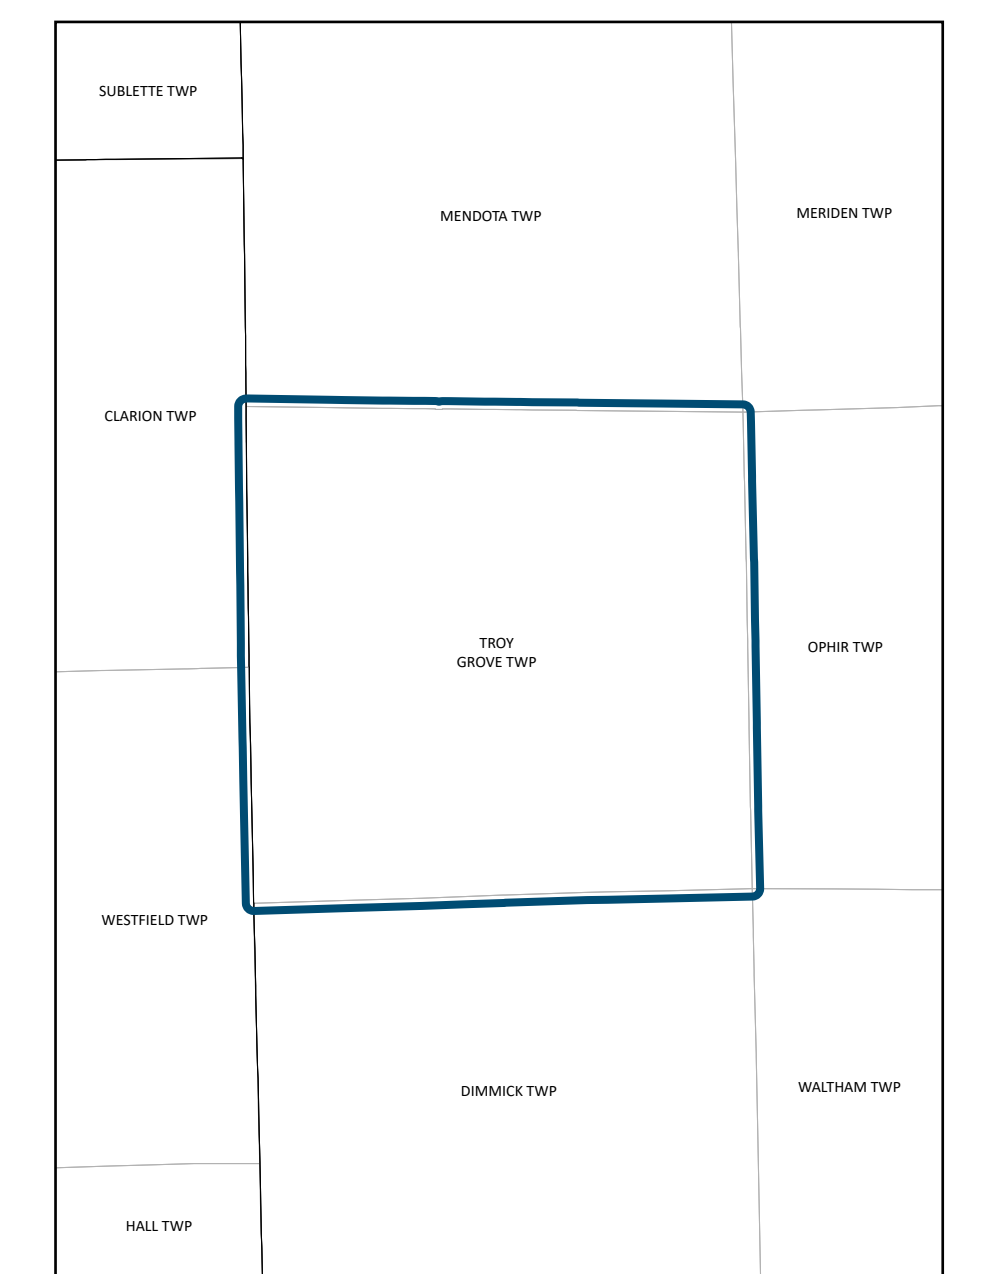 SUBLETTE TWP
MENDOTA TWP
MERIDEN TWP
CLARION TWP
TROY
GROVE TWP
OPHIR TWP
WESTFIELD TWP
DIMMICK TWP
WALTHAM TWP
HALL TWP